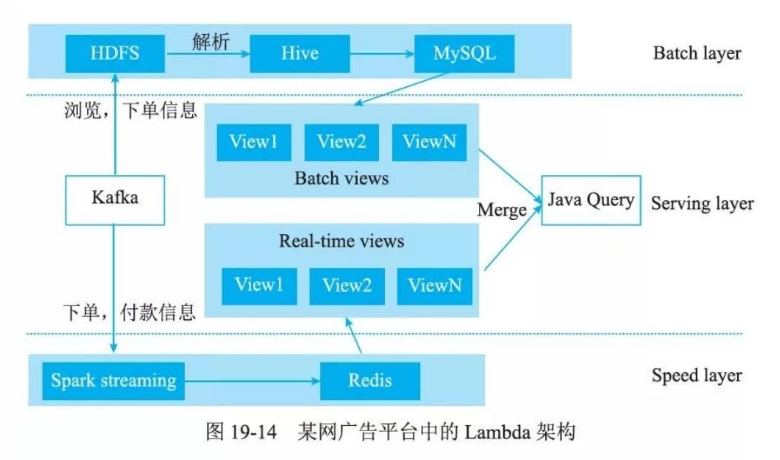 HDFS
解析
Hive
MySQL
Batch layer
浏览，下单信息
View1
View2
ViewN
Batch views
Kafka
Merge
Java Query
Serving layer
Real-time views
View1
View2
ViewN
下单，付款信息
Spark streaming
Redis
Speed layer
图 19-14 某网广告平台中的 Lambda 架构